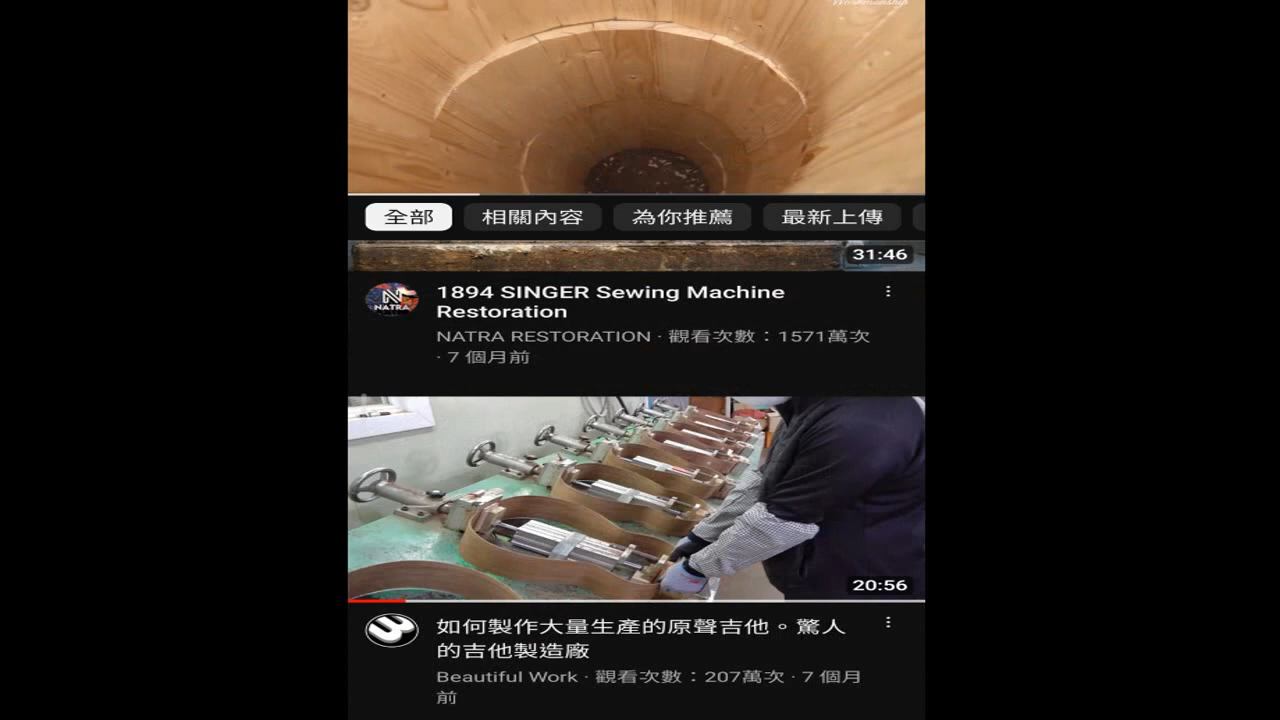 Workmanship
全部
相關內容
為你推薦
最新上傳
31:46
NATRA
1894 SINGER Sewing Machine
Restoration
NATRA RESTORATION · 觀看次數：1571萬次
· 7 個月前
20:56
如何製作大量生產的原聲吉他。驚人
的吉他製造廠
Beautiful Work · 觀看次數：207萬次 · 7 個月
前